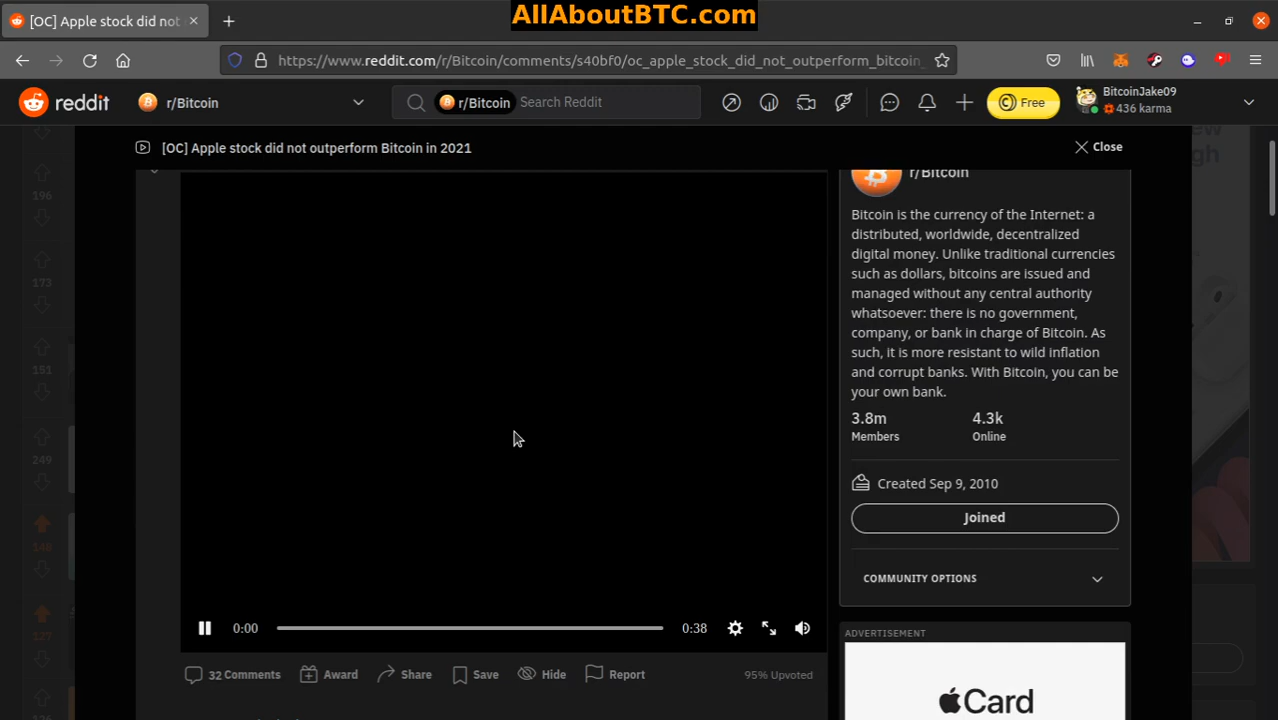 AllAboutBTC.com
[OC] Apple stock did not
https://www.reddit.com/r/Bitcoin/comments/s40bf0/oc_apple_stock_did_not_outperform_bitcoin_
reddit
r/Bitcoin
r/Bitcoin Search Reddit
Free
BitcoinJake09
436 karma
[OC] Apple stock did not outperform Bitcoin in 2021
Close
196
173
151
249
148
127
r/Bitcoin
Bitcoin is the currency of the Internet: a
distributed, worldwide, decentralized
digital money. Unlike traditional currencies
such as dollars, bitcoins are issued and
managed without any central authority
whatsoever: there is no government,
company, or bank in charge of Bitcoin. As
such, it is more resistant to wild inflation
and corrupt banks. With Bitcoin, you can be
your own bank.
3.8m 4.3k
Members Online
Created Sep 9, 2010
Joined
COMMUNITY OPTIONS
0:00
0:38
32 Comments
Award
Share
Save
Hide
Report
95% Upvoted
ADVERTISEMENT
Card